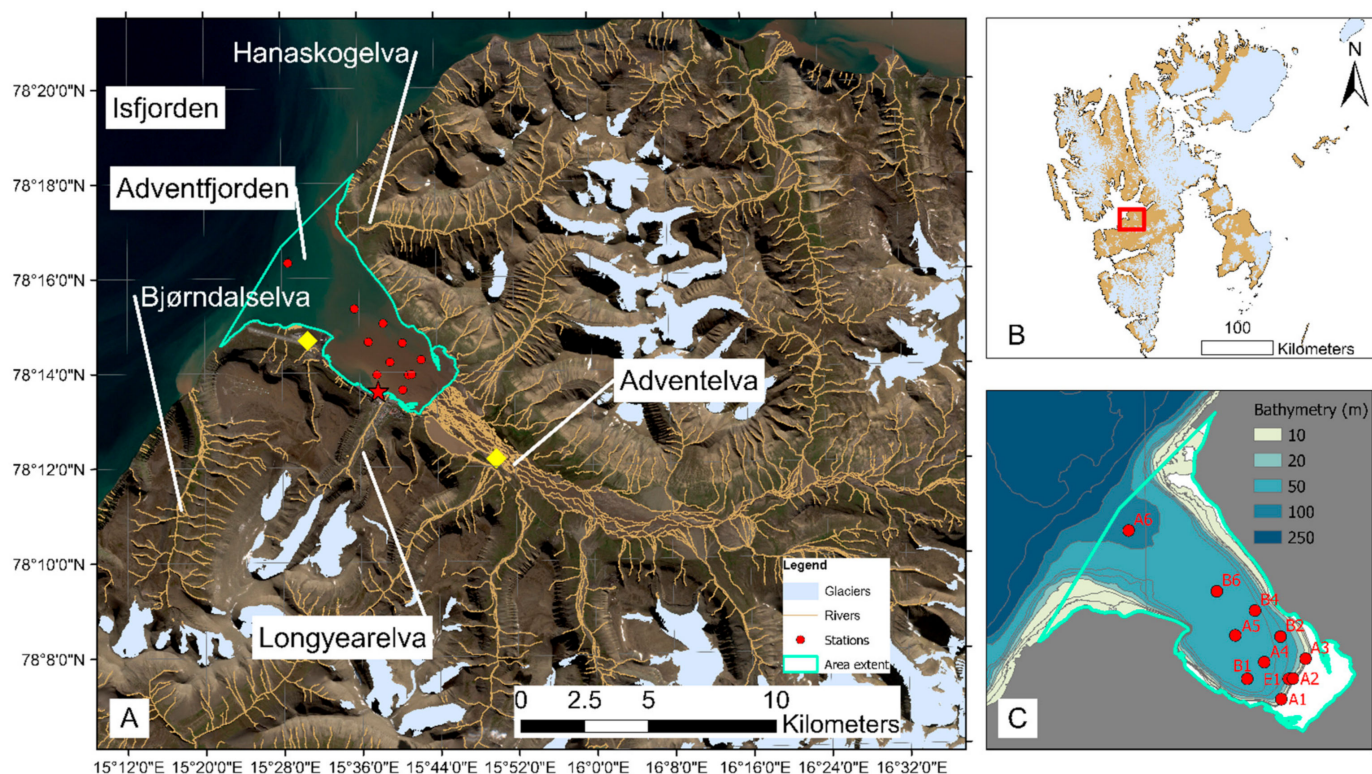 Hanaskogelva
78°20'0"N
Isfjorden
Adventfjorden
78°18'0"N
78°16'0"N
Bjørndalselva
78°14'0"N
Adventelva
78°12'0"N
78°10'0"N
Longyearelva
78°8'0"N
Legend
Glaciers
Rivers
Stations
Area extent
0 2.5 5 10
Kilometers
A
15°12'0"E 15°20'0"E 15°28'0"E 15°36'0"E 15°44'0"E 15°52'0"E 16°0'0"E 16°8'0"E 16°16'0"E 16°24'0"E 16°32'0"E
N
100
Kilometers
B
Bathymetry (m)
10
20
50
100
250
A6
B6
B4
A5
B2
A4
A3
B1
E1
A2
A1
C